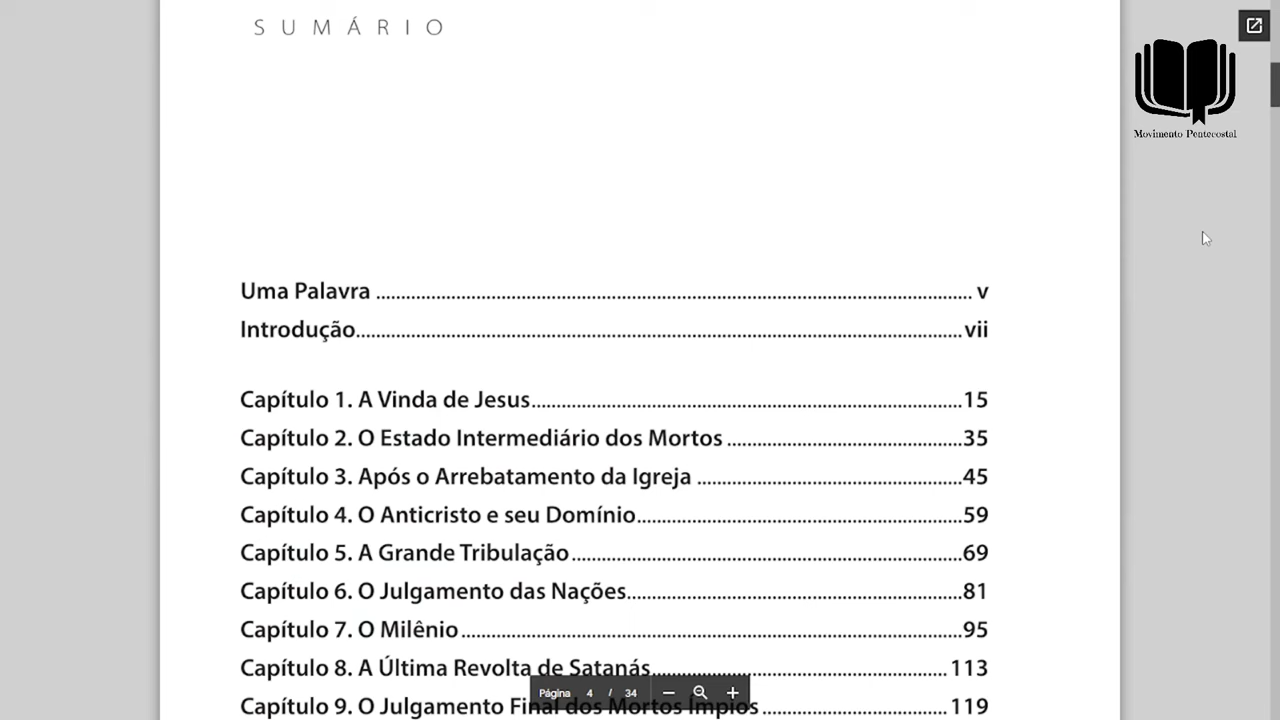 SUMÁRIO
Movimento Pentecostal
Uma Palavra ........................................................ v
Introdução........................................................ vii
Capítulo 1. A Vinda de Jesus........................................................15
Capítulo 2. O Estado Intermediário dos Mortos ........................................................35
Capítulo 3. Após o Arrebatamento da Igreja ........................................................45
Capítulo 4. O Anticristo e seu Domínio........................................................59
Capítulo 5. A Grande Tribulação........................................................69
Capítulo 6. O Julgamento das Nações........................................................81
Capítulo 7. O Milênio........................................................95
Capítulo 8. A Última Revolta de Satanás........................................................ 113
Página 4 / 34
Capítulo 9. O Julgamento Final dos Mortos Ímpios........................................................ 119